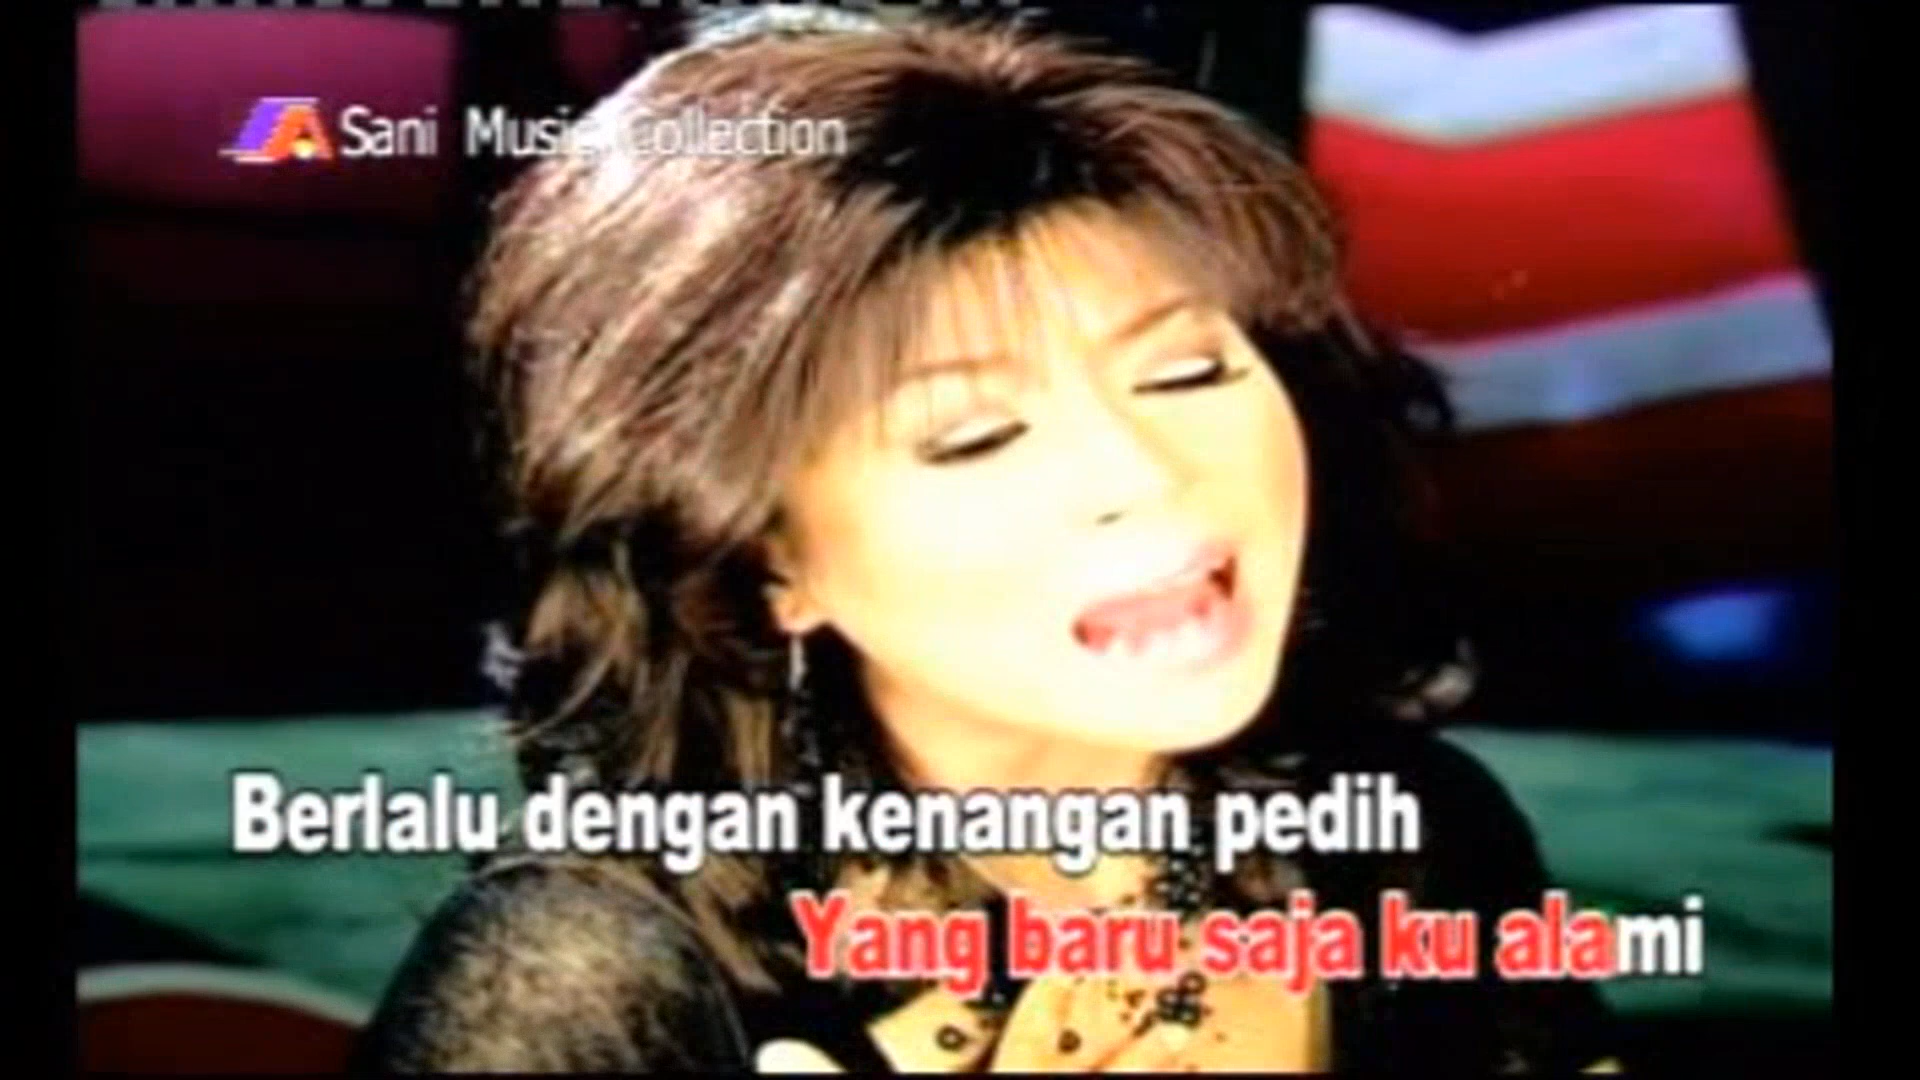 Sani Music Collection
Berlalu dengan kenangan pedih
Yang baru saja ku alami